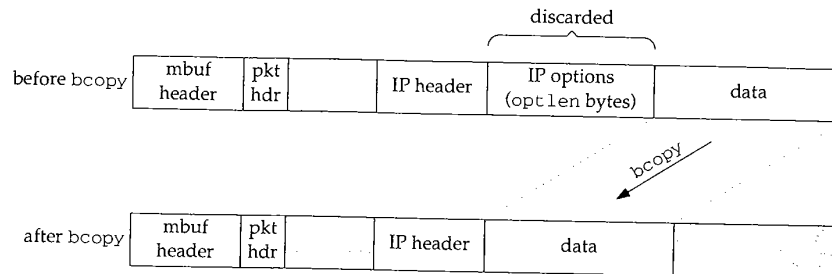 discarded
before bcopy
mbuf header
pkt hdr
IP header
IP options
(optlen bytes)
data
bcopy
after bcopy
mbuf header
pkt hdr
IP header
data